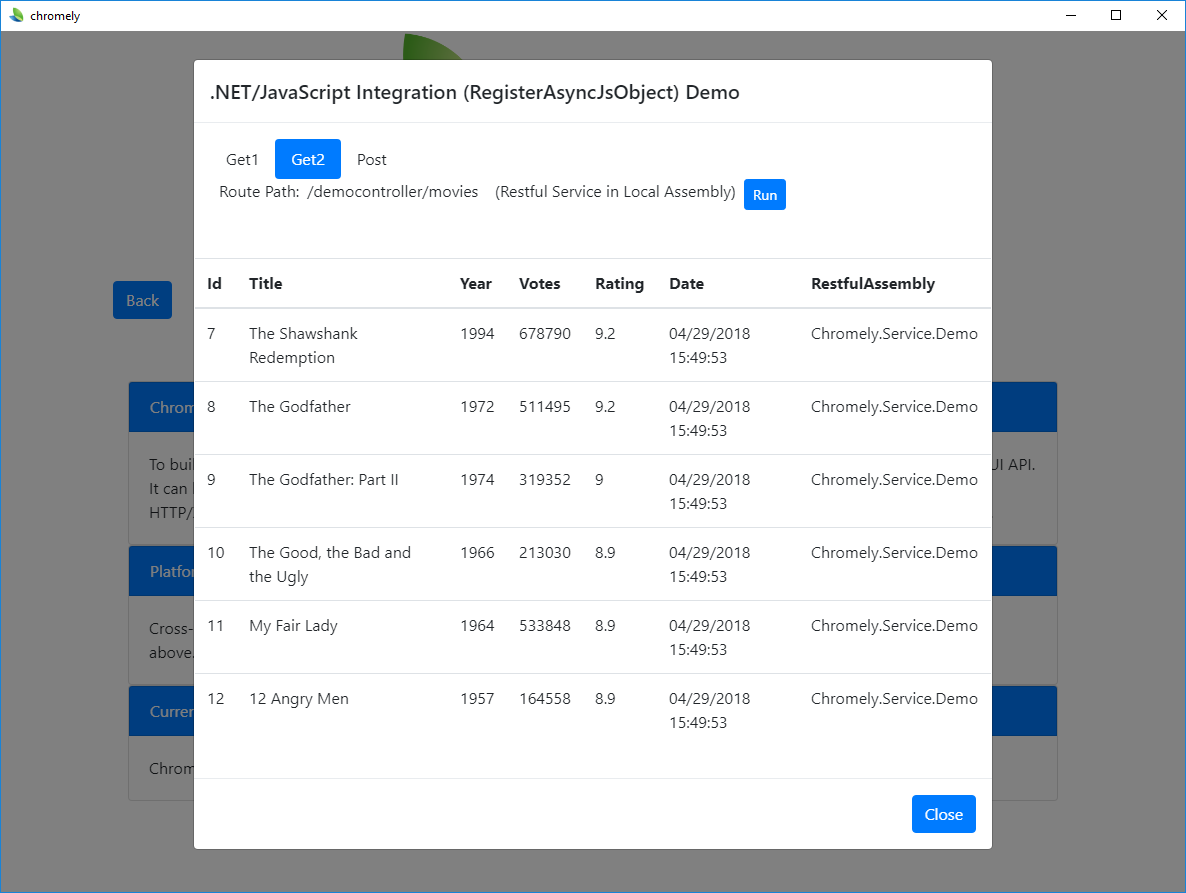 chromely
.NET/JavaScript Integration (RegisterAsyncJsObject) Demo
Get1 Get2 Post
Route Path: /democontroller/movies (Restful Service in Local Assembly) Run
Back
Id Title Year Votes Rating Date RestfulAssembly
7 The Shawshank 1994 678790 9.2 04/29/2018 Chromely.Service.Demo
Redemption 15:49:53
8 The Godfather 1972 511495 9.2 04/29/2018 Chromely.Service.Demo
15:49:53
9 The Godfather: Part II 1974 319352 9 04/29/2018 Chromely.Service.Demo
15:49:53
10 The Good, the Bad and 1966 213030 8.9 04/29/2018 Chromely.Service.Demo
the Ugly 15:49:53
11 My Fair Lady 1964 533848 8.9 04/29/2018 Chromely.Service.Demo
15:49:53
12 12 Angry Men 1957 164558 8.9 04/29/2018 Chromely.Service.Demo
15:49:53
Close
Chrom
To buil
UI API.
It can
HTTP/
Platfor
Cross-
above.
Curren
Chrom